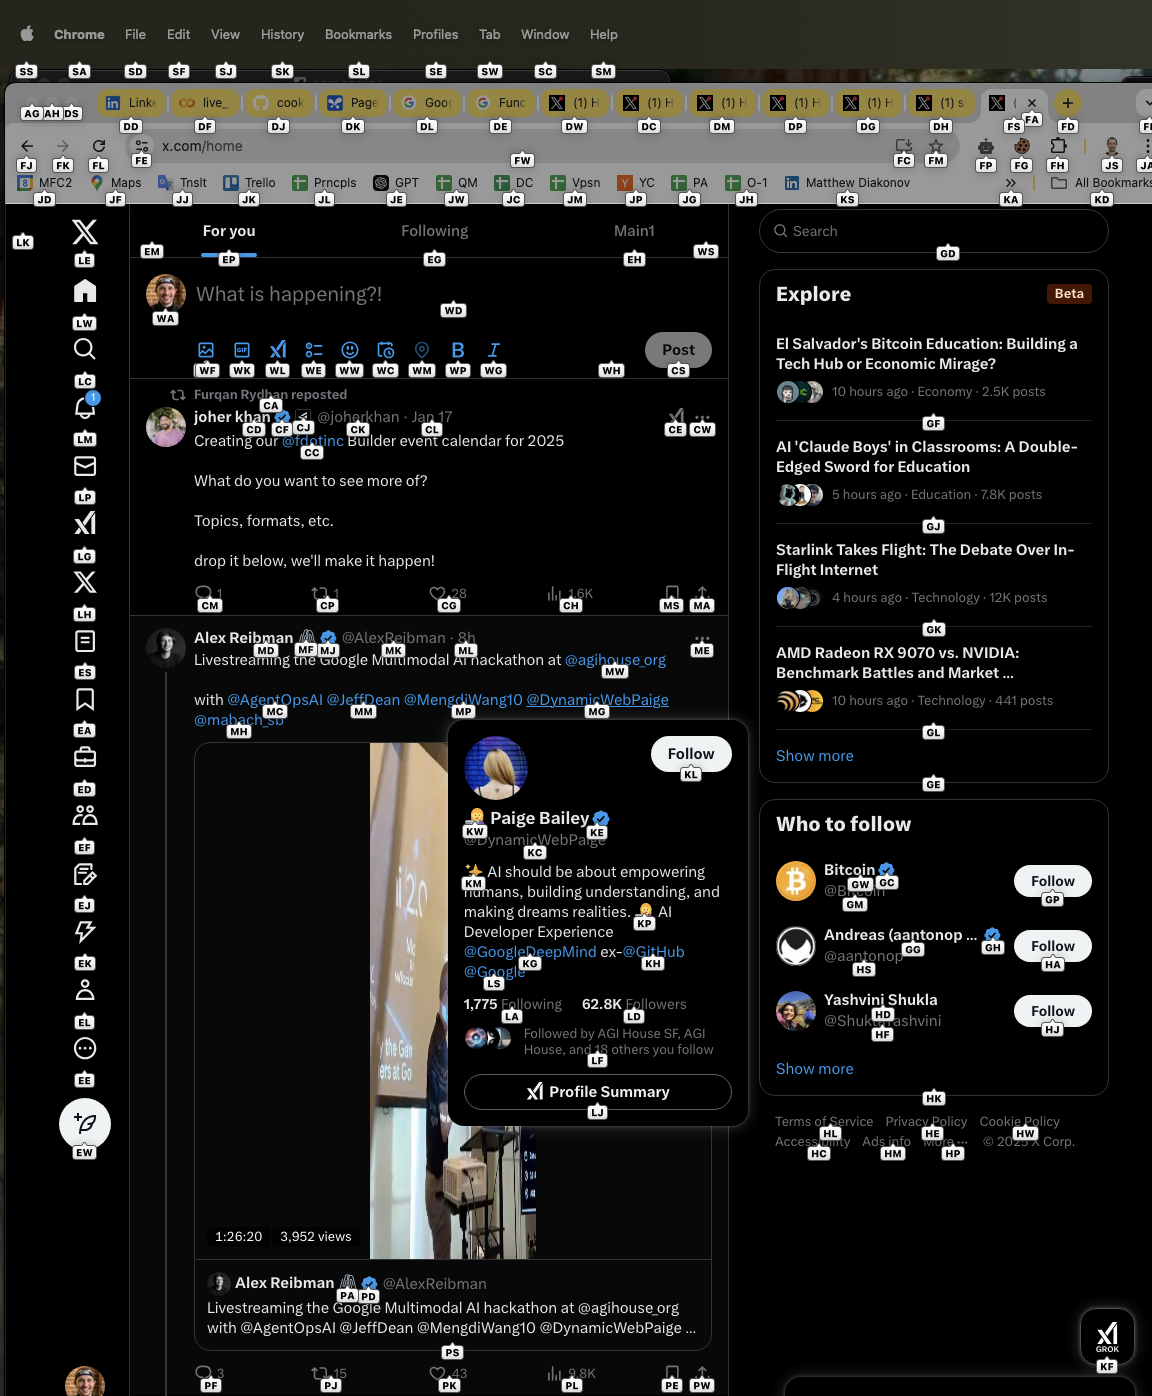 Chrome File Edit View History Bookmarks Profiles Tab Window Help
SS SA SD SF SJ SK SL SE SW SC SM
Link live_ cook Page Goog Func (1) H (1) H (1) H (1) H (1) H (1) s
AG AH DS DD DF DJ DK DL DE DW DC DM DP DG DH FS FA FD
x.com/home
FJ FK FL FE FW FC FM FP FG FH JS JA
MFC2 Maps Tnslt Trello Prncpls GPT QM DC Vpsn YC PA O-1 Matthew Diakonov >> All Bookmarks
JD JF JJ JK JL JE JW JC JM JP JG JH KS KA KD
LK
LE
LW
LC
1
LM
LP
LG
LH
ES
EA
ED
EF
EJ
EK
EL
EE
EW
For you Following Main1
EM EP EG EH WS
What is happening?!
WA WD
GIF
B I
Post
WF WK WL WE WW WC WM WP WG WH CS
Furqan Rydhan reposted
CA
joher khan @joherkhan · Jan 17
CD CF CJ CK CL CE CW
Creating our @fdotinc Builder event calendar for 2025
CC
What do you want to see more of?
Topics, formats, etc.
drop it below, we'll make it happen!
1 1 28 1.6K
CM CP CG CH MS MA
Alex Reibman @AlexReibman · 8h
MD MF MJ MK ML ME
Livestreaming the Google Multimodal AI hackathon at @agihouse_org
MW
with @AgentOpsAI @JeffDean @MengdiWang10 @DynamicWebPaige
MC MM MP MG
@mabach_sb
MH
Follow
KL
Paige Bailey
KW KE
@DynamicWebPaige
KC
✨ AI should be about empowering
KM
humans, building understanding, and
making dreams realities. AI
KP
Developer Experience
@GoogleDeepMind ex-@GitHub
KG KH
@Google
LS
1,775 Following 62.8K Followers
LA LD
Followed by AGI House SF, AGI
House, and 18 others you follow
LF
Profile Summary
LJ
1:26:20 3,952 views
Alex Reibman @AlexReibman
PA PD
Livestreaming the Google Multimodal AI hackathon at @agihouse_org
with @AgentOpsAI @JeffDean @MengdiWang10 @DynamicWebPaige ...
PS
3 15 43 9.8K
PF PJ PK PL PE PW
Search
GD
Explore Beta
El Salvador's Bitcoin Education: Building a
Tech Hub or Economic Mirage?
10 hours ago · Economy · 2.5K posts
GF
AI 'Claude Boys' in Classrooms: A Double-
Edged Sword for Education
5 hours ago · Education · 7.8K posts
GJ
Starlink Takes Flight: The Debate Over In-
Flight Internet
4 hours ago · Technology · 12K posts
GK
AMD Radeon RX 9070 vs. NVIDIA:
Benchmark Battles and Market ...
10 hours ago · Technology · 441 posts
GL
Show more
GE
Who to follow
Bitcoin
GW GC
@Bitcoin
GM
Follow
GP
Andreas (aantonop ...
GG GH
@aantonop
HS
Follow
HA
Yashvini Shukla
HD
@ShuklaYashvini
HF
Follow
HJ
Show more
HK
Terms of Service Privacy Policy Cookie Policy
HL HE HW
Accessibility Ads info More ··· © 2025 X Corp.
HC HM HP
GROK
KF